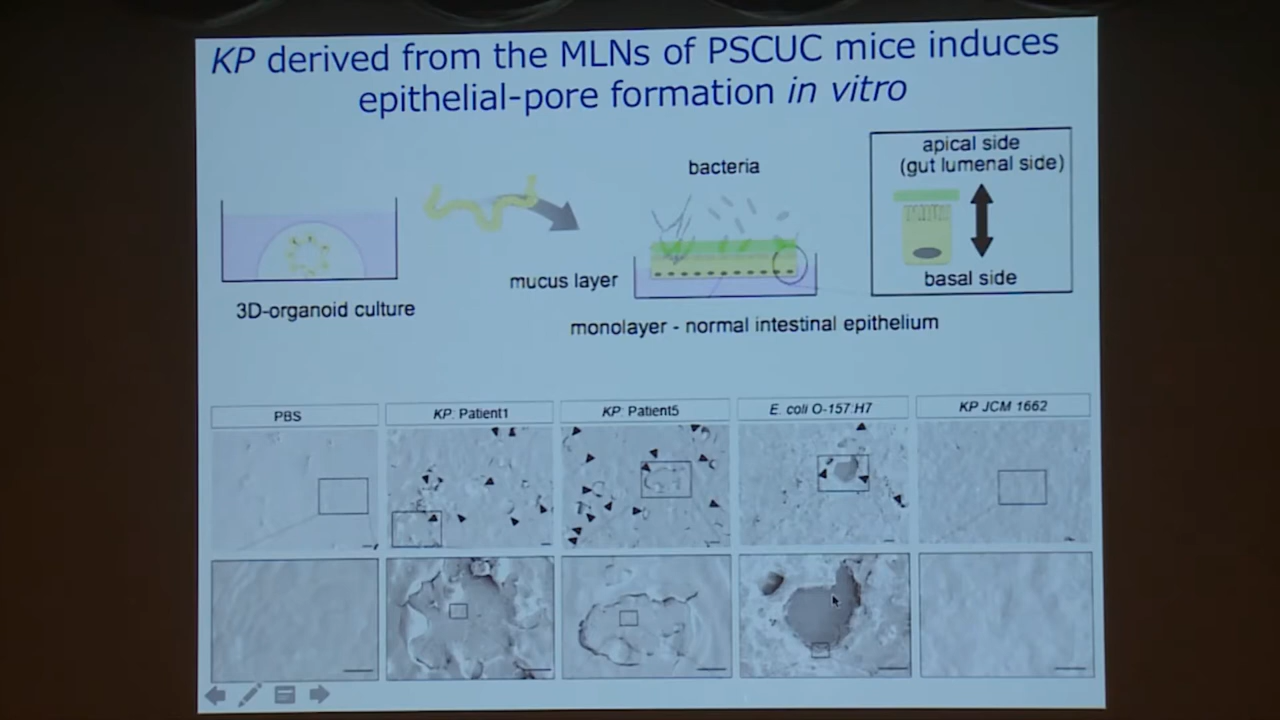 KP derived from the MLNs of PSCUC mice induces
epithelial-pore formation in vitro
bacteria
apical side
(gut lumenal side)
mucus layer
basal side
3D-organoid culture
monolayer - normal intestinal epithelium
PBS
KP: Patient1
KP: Patient5
E. coli O-157:H7
KP JCM 1662